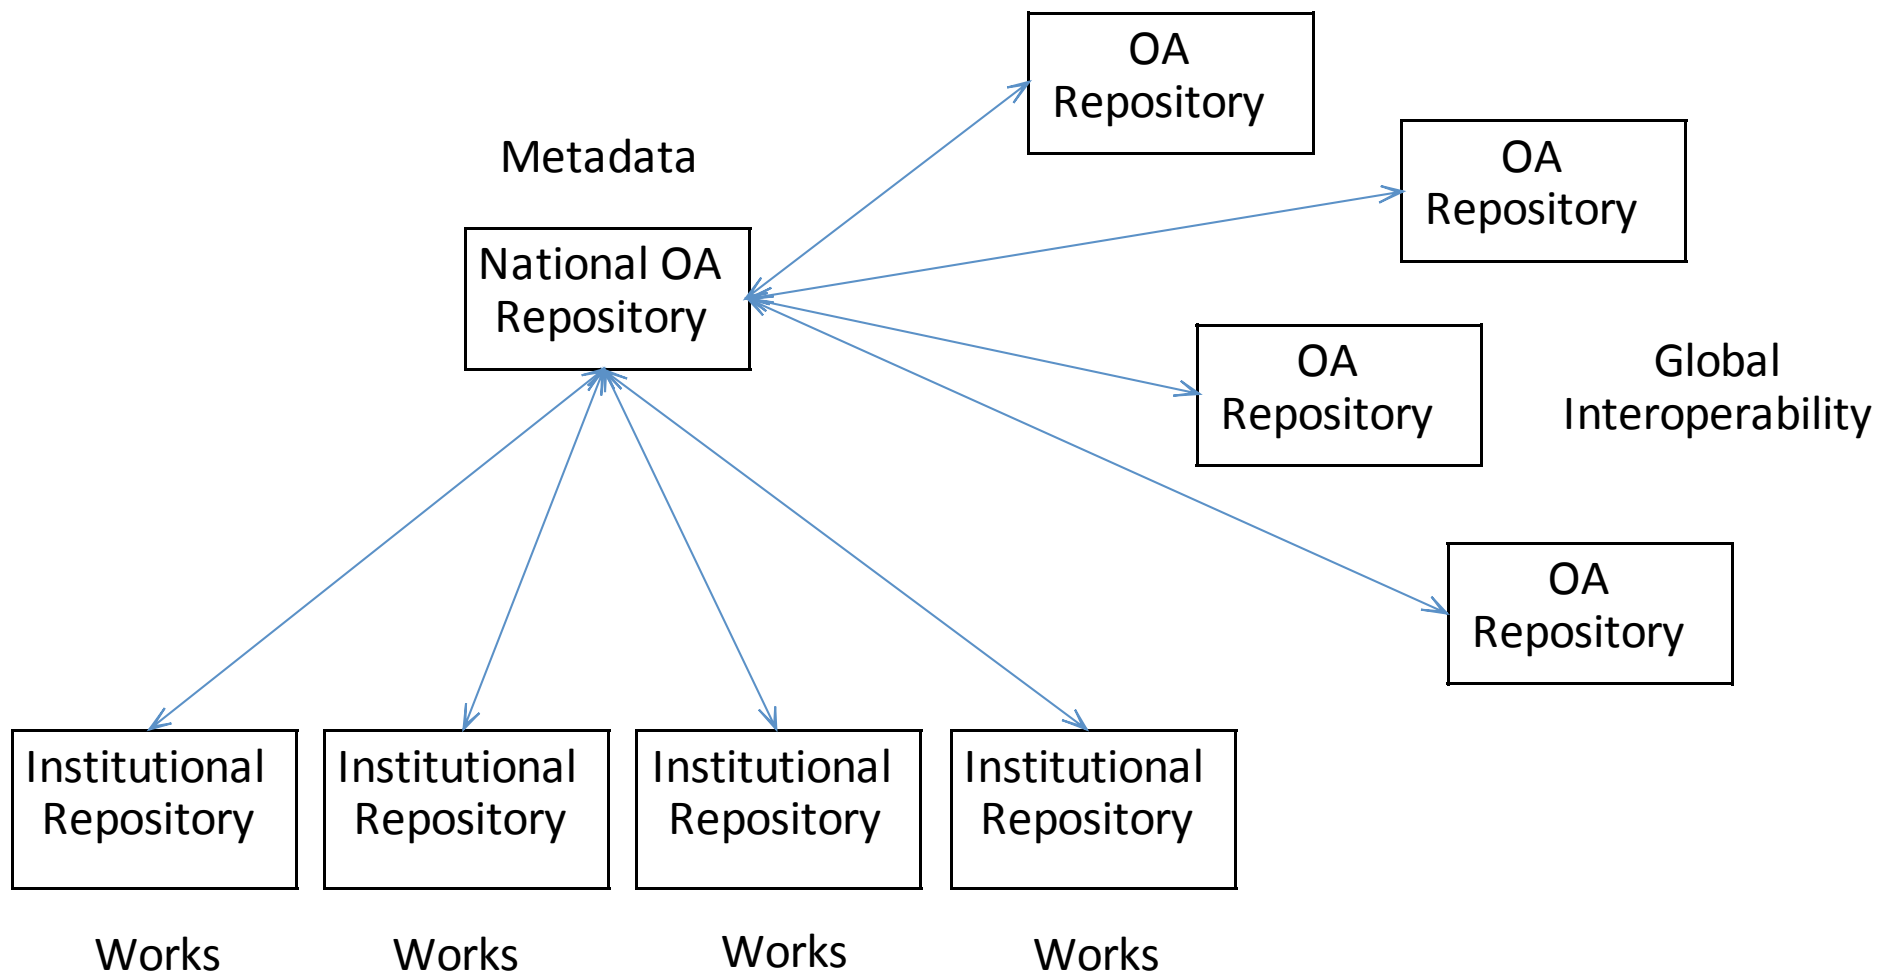 OA
Repository
OA
Repository
Metadata
National OA
Repository
OA
Repository
Global
Interoperability
OA
Repository
Institutional
Repository
Institutional
Repository
Institutional
Repository
Institutional
Repository
Works
Works
Works
Works